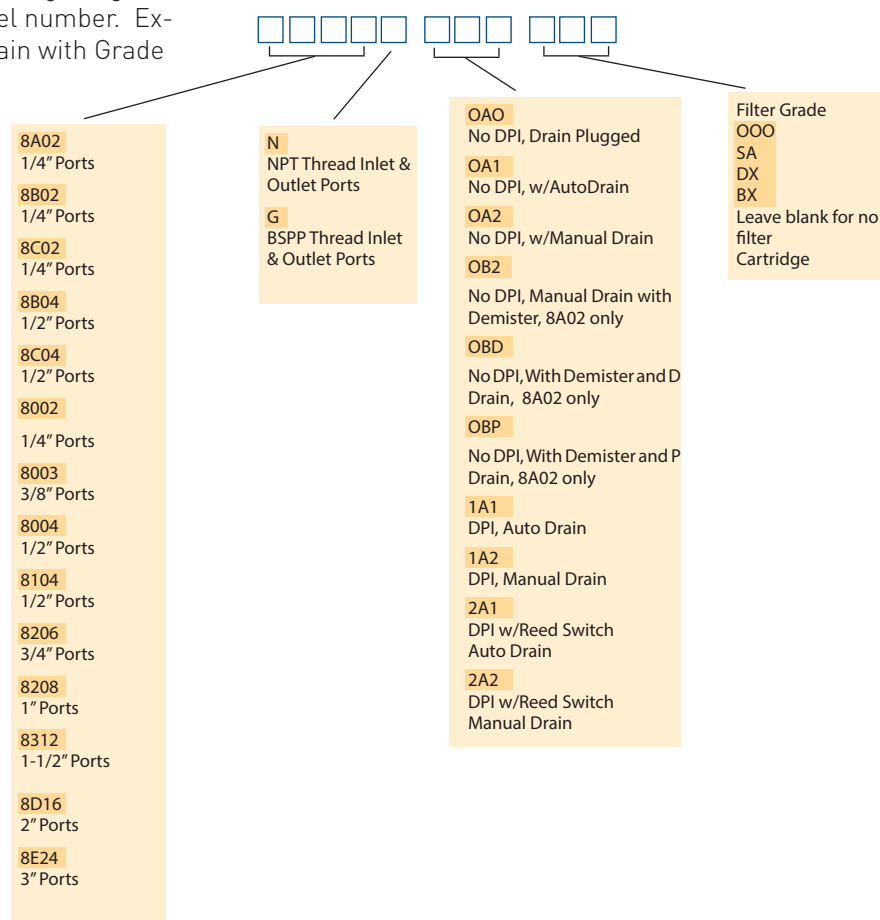 el number. Ex-
ain with Grade
8A02
1/4" Ports
8B02
1/4" Ports
8C02
1/4" Ports
8B04
1/2" Ports
8C04
1/2" Ports
8002
1/4" Ports
8003
3/8" Ports
8004
1/2" Ports
8104
1/2" Ports
8206
3/4" Ports
8208
1" Ports
8312
1-1/2" Ports
8D16
2" Ports
8E24
3" Ports
N
NPT Thread Inlet &
Outlet Ports
G
BSPP Thread Inlet
& Outlet Ports
OAO
No DPI, Drain Plugged
OA1
No DPI, w/AutoDrain
OA2
No DPI, w/Manual Drain
OB2
No DPI, Manual Drain with
Demister, 8A02 only
OBD
No DPI, With Demister and D
Drain, 8A02 only
OBP
No DPI, With Demister and P
Drain, 8A02 only
1A1
DPI, Auto Drain
1A2
DPI, Manual Drain
2A1
DPI w/Reed Switch
Auto Drain
2A2
DPI w/Reed Switch
Manual Drain
Filter Grade
OOO
SA
DX
BX
Leave blank for no
filter
Cartridge